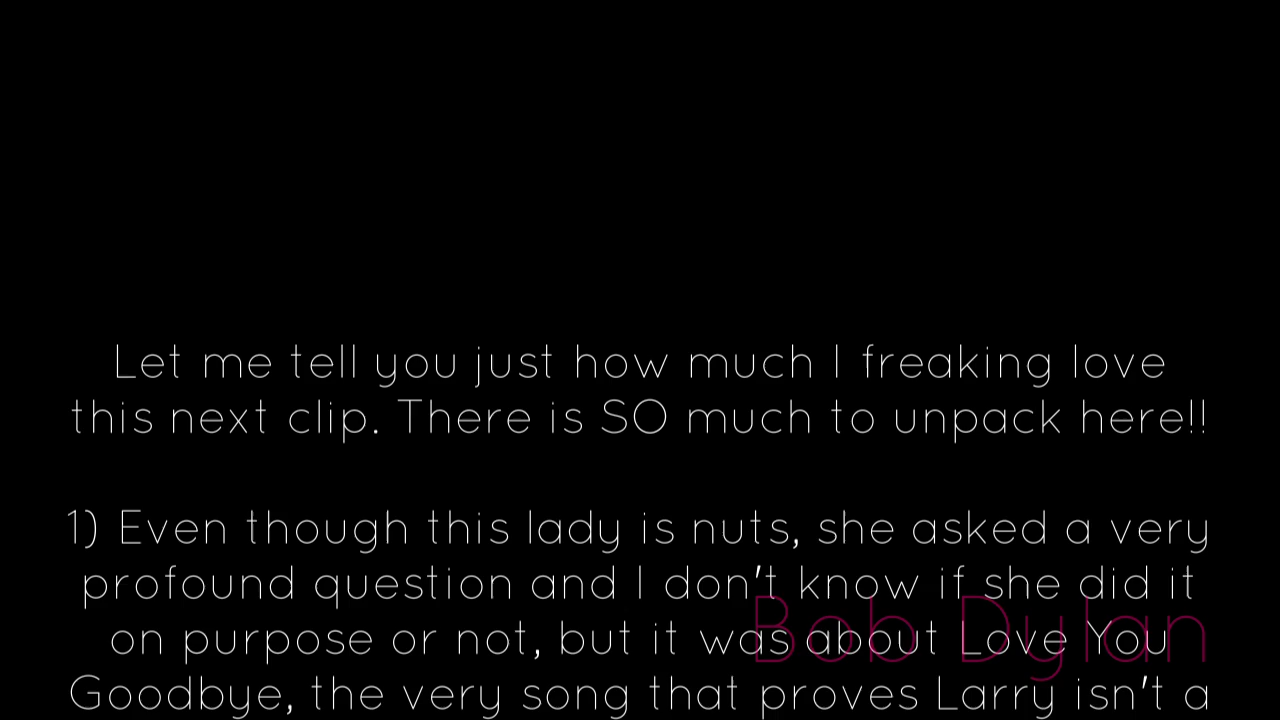 Let me tell you just how much I freaking love
this next clip. There is SO much to unpack here!!
1) Even though this lady is nuts, she asked a very
profound question and I don't know if she did it
on purpose or not, but it was about Love You
Bob Dylan
Goodbye, the very song that proves Larry isn't a